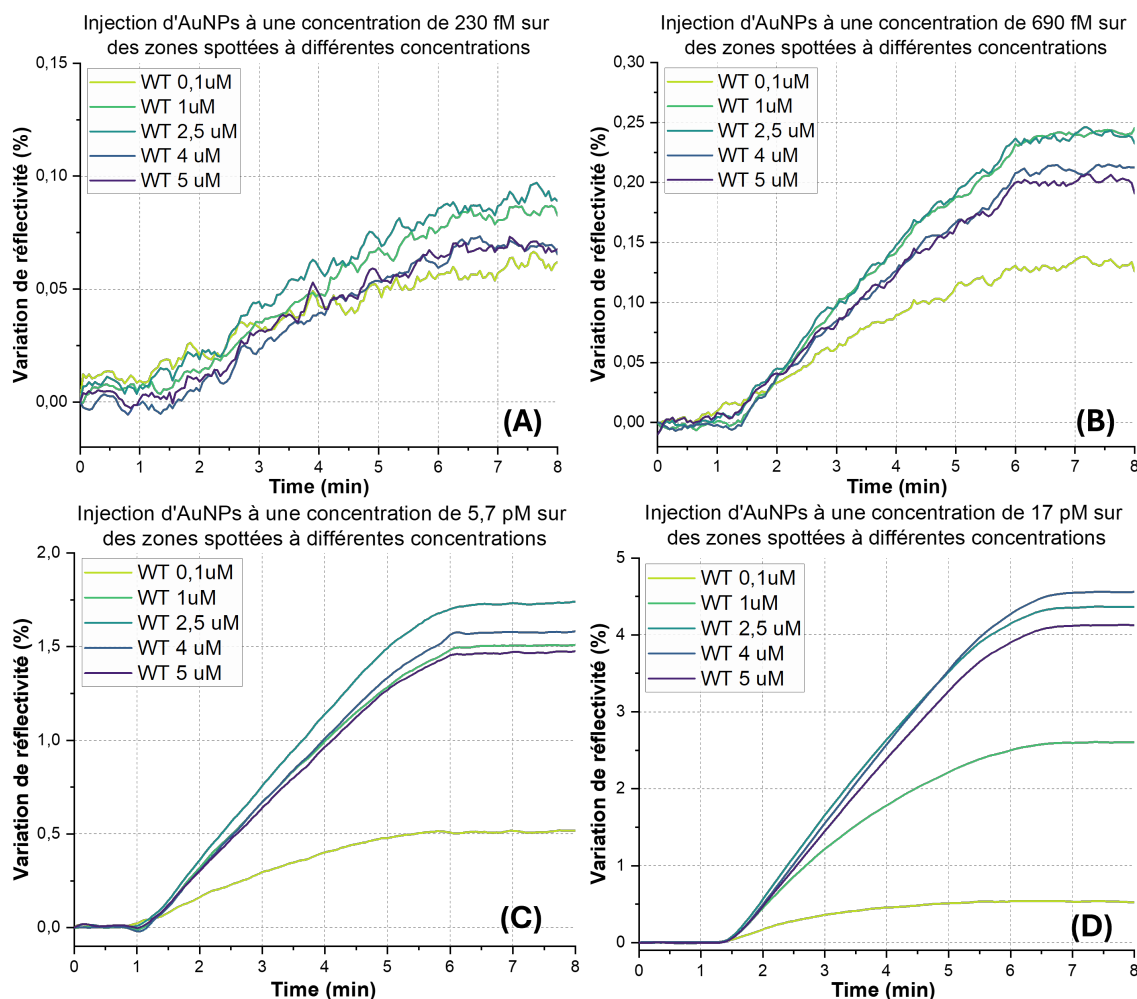 Injection d'AuNPs à une concentration de 230 fM sur
des zones spottées à différentes concentrations
0,15
0,10
0,05
0,00
Variation de réflectivité (%)
WT 0,1uM
WT 1uM
WT 2,5 uM
WT 4 uM
WT 5 uM
(A)
0 1 2 3 4 5 6 7 8
Time (min)
Injection d'AuNPs à une concentration de 690 fM sur
des zones spottées à différentes concentrations
0,30
0,25
0,20
0,15
0,10
0,05
0,00
Variation de réflectivité (%)
WT 0,1uM
WT 1uM
WT 2,5 uM
WT 4 uM
WT 5 uM
(B)
0 1 2 3 4 5 6 7 8
Time (min)
Injection d'AuNPs à une concentration de 5,7 pM sur
des zones spottées à différentes concentrations
2,0
1,5
1,0
0,5
0,0
Variation de réflectivité (%)
WT 0,1uM
WT 1uM
WT 2,5 uM
WT 4 uM
WT 5 uM
(C)
0 1 2 3 4 5 6 7 8
Time (min)
Injection d'AuNPs à une concentration de 17 pM sur
des zones spottées à différentes concentrations
5
4
3
2
1
0
Variation de réflectivité (%)
WT 0,1uM
WT 1uM
WT 2,5 uM
WT 4 uM
WT 5 uM
(D)
0 1 2 3 4 5 6 7 8
Time (min)